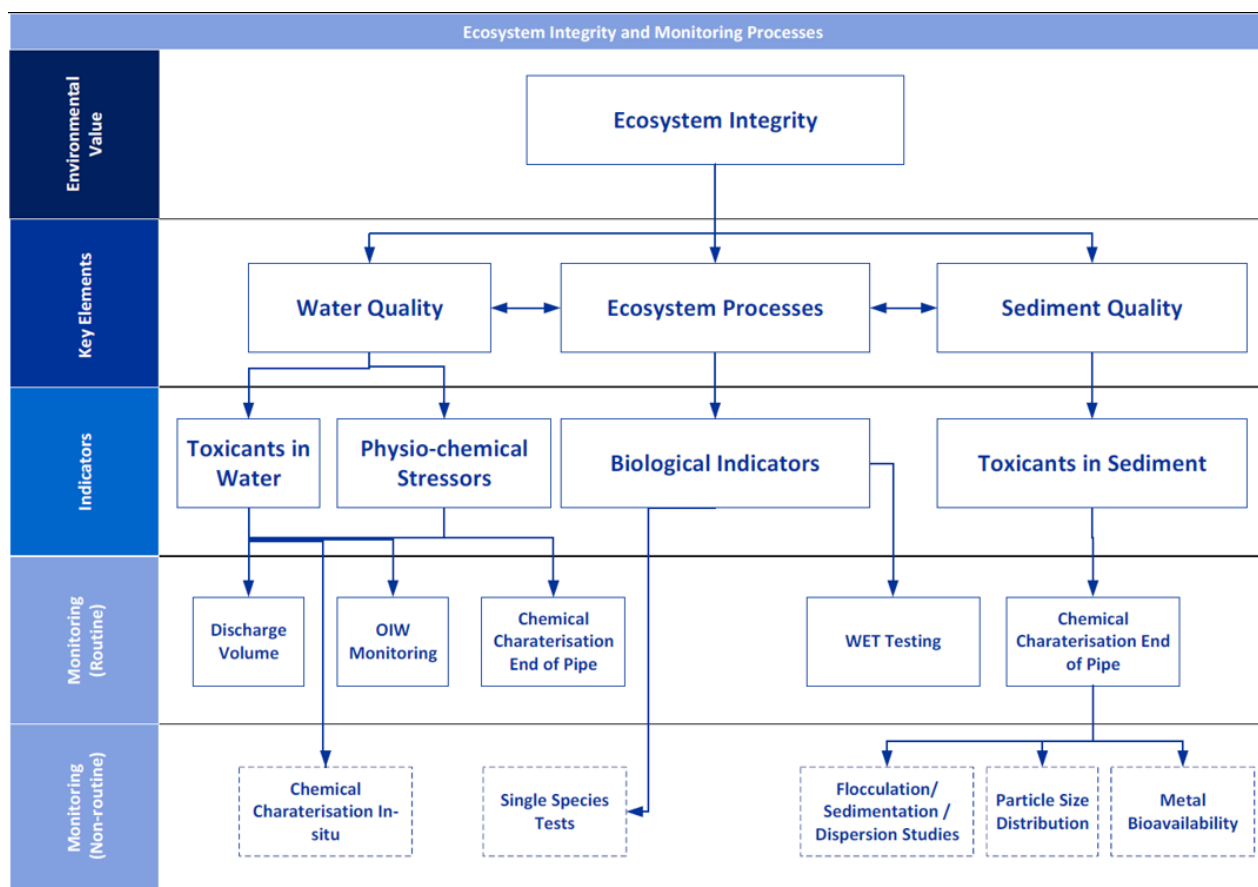 Ecosystem Integrity and Monitoring Processes
Environmental
Value
Ecosystem Integrity
Key Elements
Water Quality
Ecosystem Processes
Sediment Quality
Indicators
Toxicants in
Water
Physio-chemical
Stressors
Biological Indicators
Toxicants in Sediment
Monitoring
(Routine)
Discharge
Volume
OIW
Monitoring
Chemical
Charaterisation
End of Pipe
WET Testing
Chemical
Charaterisation End
of Pipe
Monitoring
(Non-routine)
Chemical
Charaterisation In-
situ
Single Species
Tests
Flocculation/
Sedimentation /
Dispersion Studies
Particle Size
Distribution
Metal
Bioavailability